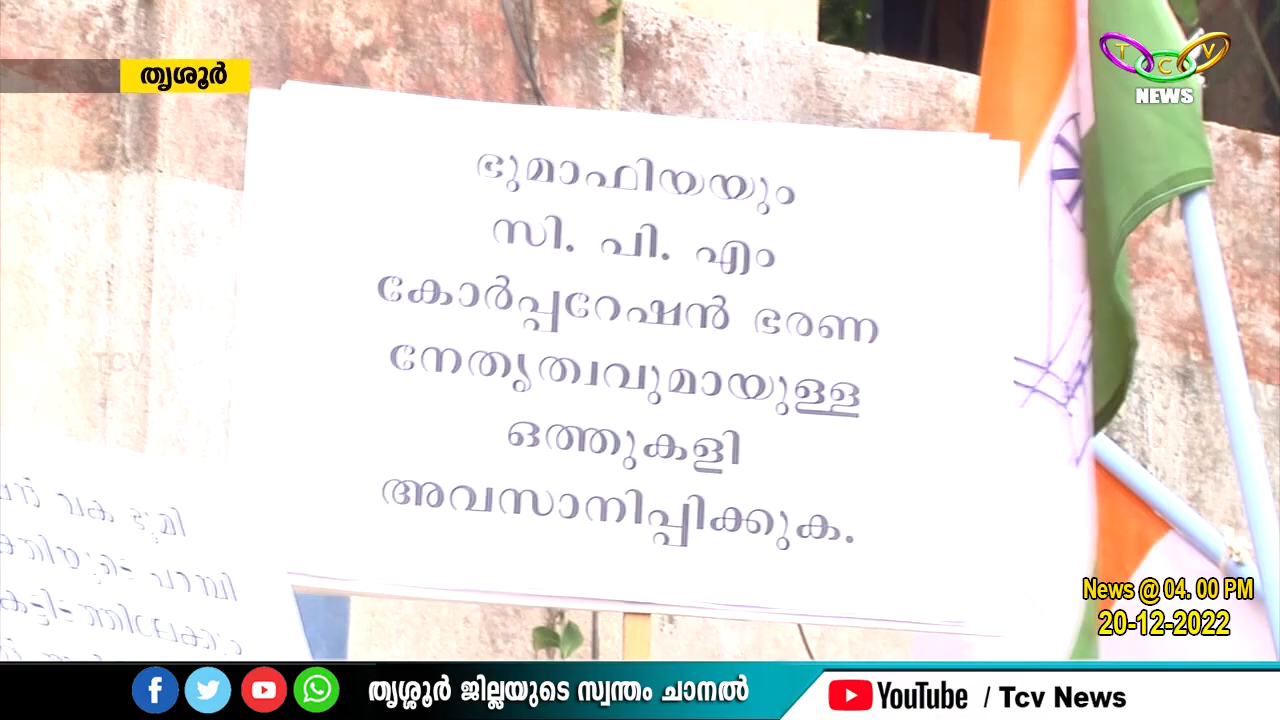 തൃശൂർ
TCV
NEWS
ഭുമാഫിയയും
സി. പി. എം
കോർപ്പറേഷൻ ഭരണ
നേതൃത്വവുമായുള്ള
ഒത്തുകളി
അവസാനിപ്പിക്കുക.
വക ഭൂമി
News @ 04. 00 PM
20-12-2022
തൃശ്ശൂർ ജില്ലയുടെ സ്വന്തം ചാനൽ
YouTube / Tcv News